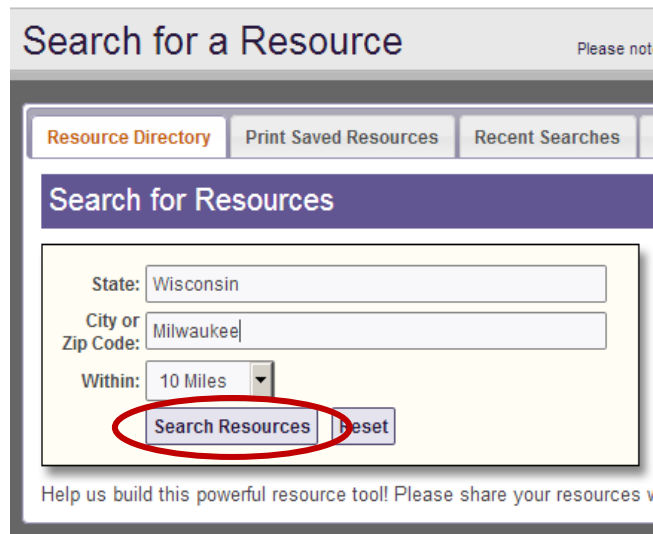 Search for a Resource Please not
Resource Directory Print Saved Resources Recent Searches
Search for Resources
State: Wisconsin
City or
Zip Code: Milwaukee
Within: 10 Miles
Search Resources Reset
Help us build this powerful resource tool! Please share your resources